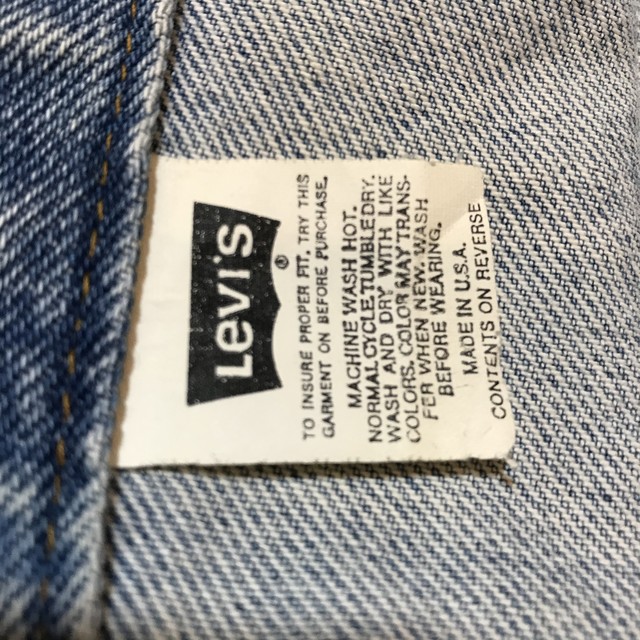 Levi's
®
TO INSURE PROPER FIT, TRY THIS
GARMENT ON BEFORE PURCHASE.
MACHINE WASH HOT.
NORMAL CYCLE, TUMBLE DRY.
WASH AND DRY WITH LIKE
COLORS, COLOR MAY TRANS-
FER WHEN NEW. WASH
BEFORE WEARING.
MADE IN U.S.A.
CONTENTS ON REVERSE